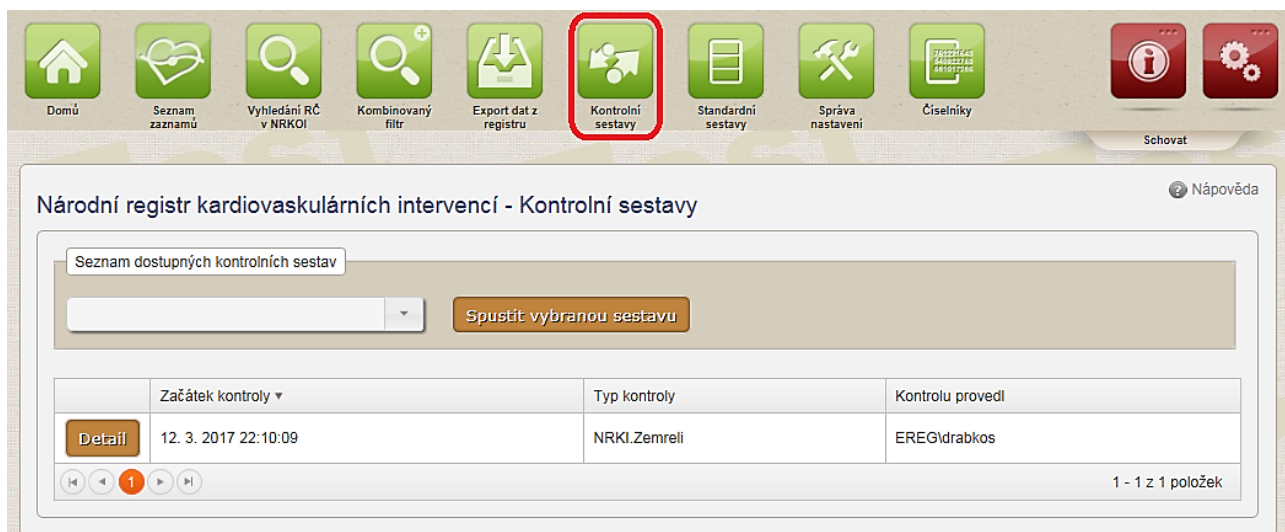 Domů
Seznam
zaznamů
Vyhledání RČ
v NRKOI
Kombinovaný
filtr
Export dat z
registru
Kontrolní
sestavy
Standardní
sestavy
Správa
nastavení
Číselníky
Schovat
Nápověda
Národní registr kardiovaskulárních intervencí - Kontrolní sestavy
Seznam dostupných kontrolních sestav
Spustit vybranou sestavu
Začátek kontroly Typ kontroly Kontrolu provedl
Detail 12. 3. 2017 22:10:09 NRKI.Zemreli EREG\drabkos
1 1 - 1 z 1 položek